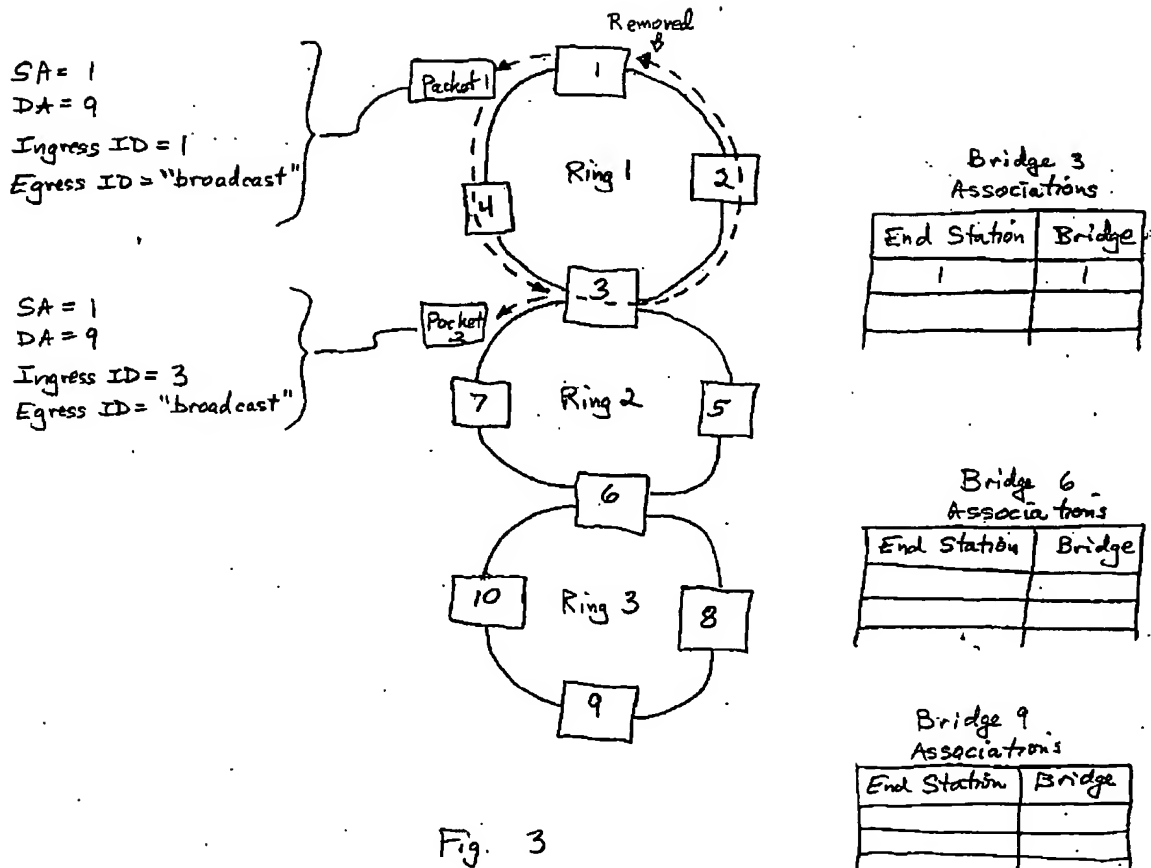 Removed
SA = 1
DA = 9
Ingress ID = 1
Egress ID = "broadcast"
Packet 1
1
Ring 1
2
4
3
SA = 1
DA = 9
Ingress ID = 3
Egress ID = "broadcast"
Packet
2
7
Ring 2
5
6
10
Ring 3
8
9
Bridge 3
Associations
End Station Bridge
1 1
Bridge 6
Associations
End Station Bridge
Bridge 9
Associations
End Station Bridge
Fig. 3